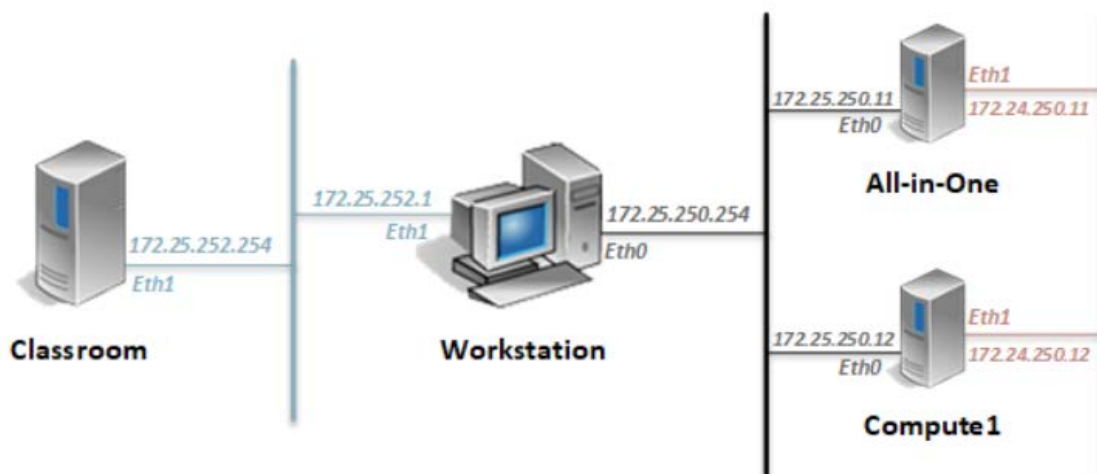 172.25.252.254
Eth1
Classroom
172.25.252.1
Eth1
172.25.250.254
Eth0
Workstation
172.25.250.11
Eth0
Eth1
172.24.250.11
All-in-One
172.25.250.12
Eth0
Eth1
172.24.250.12
Compute1